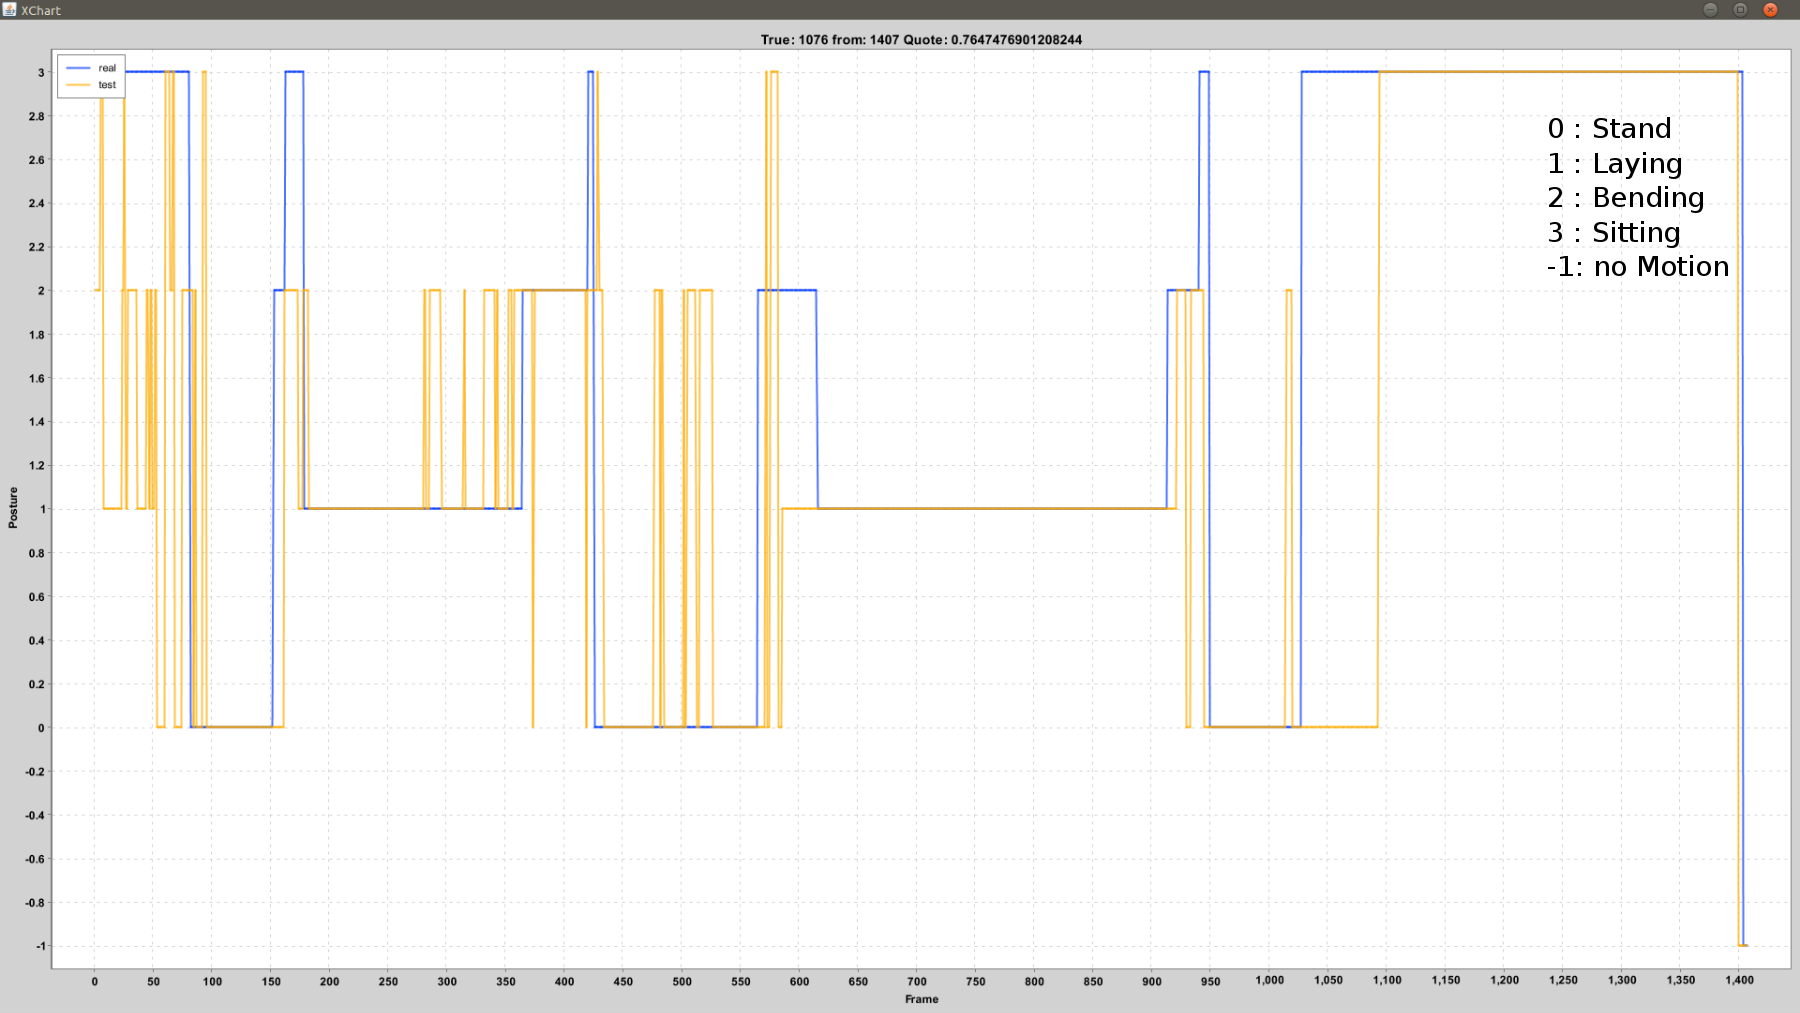 XChart
True: 1076 from: 1407 Quote: 0.7647476901208244
real
test
0 : Stand
1 : Laying
2 : Bending
3 : Sitting
-1: no Motion
3
2.8
2.6
2.4
2.2
2
1.8
1.6
1.4
1.2
1
0.8
0.6
0.4
0.2
0
-0.2
-0.4
-0.6
-0.8
-1
Posture
0 50 100 150 200 250 300 350 400 450 500 550 600 650 700 750 800 850 900 950 1,000 1,050 1,100 1,150 1,200 1,250 1,300 1,350 1,400
Frame